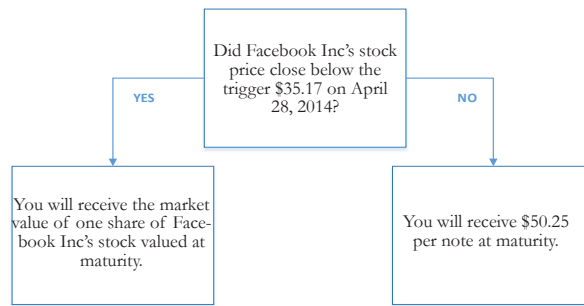 Did Facebook Inc's stock
price close below the
trigger $35.17 on April
28, 2014?
YES
NO
You will receive the market
value of one share of Face-
book Inc's stock valued at
maturity.
You will receive $50.25
per note at maturity.